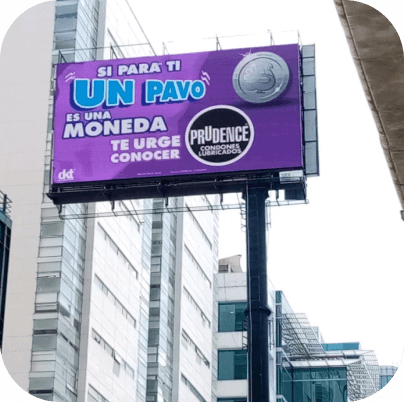 SI PARA TI
UN PAVO
ES UNA
MONEDA
TE URGE
CONOCER
PRUDENCE
CONDONES
LUBRICADOS
dkt